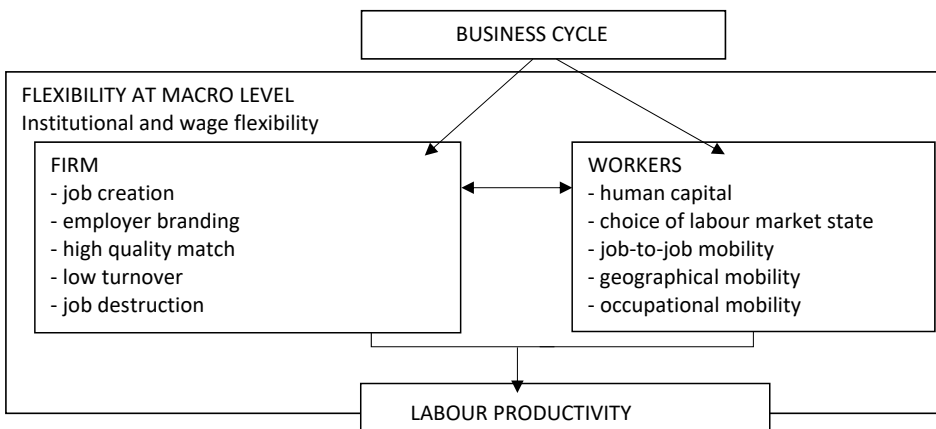 BUSINESS CYCLE
FLEXIBILITY AT MACRO LEVEL
Institutional and wage flexibility
FIRM
- job creation
- employer branding
- high quality match
- low turnover
- job destruction
WORKERS
- human capital
- choice of labour market state
- job-to-job mobility
- geographical mobility
- occupational mobility
LABOUR PRODUCTIVITY